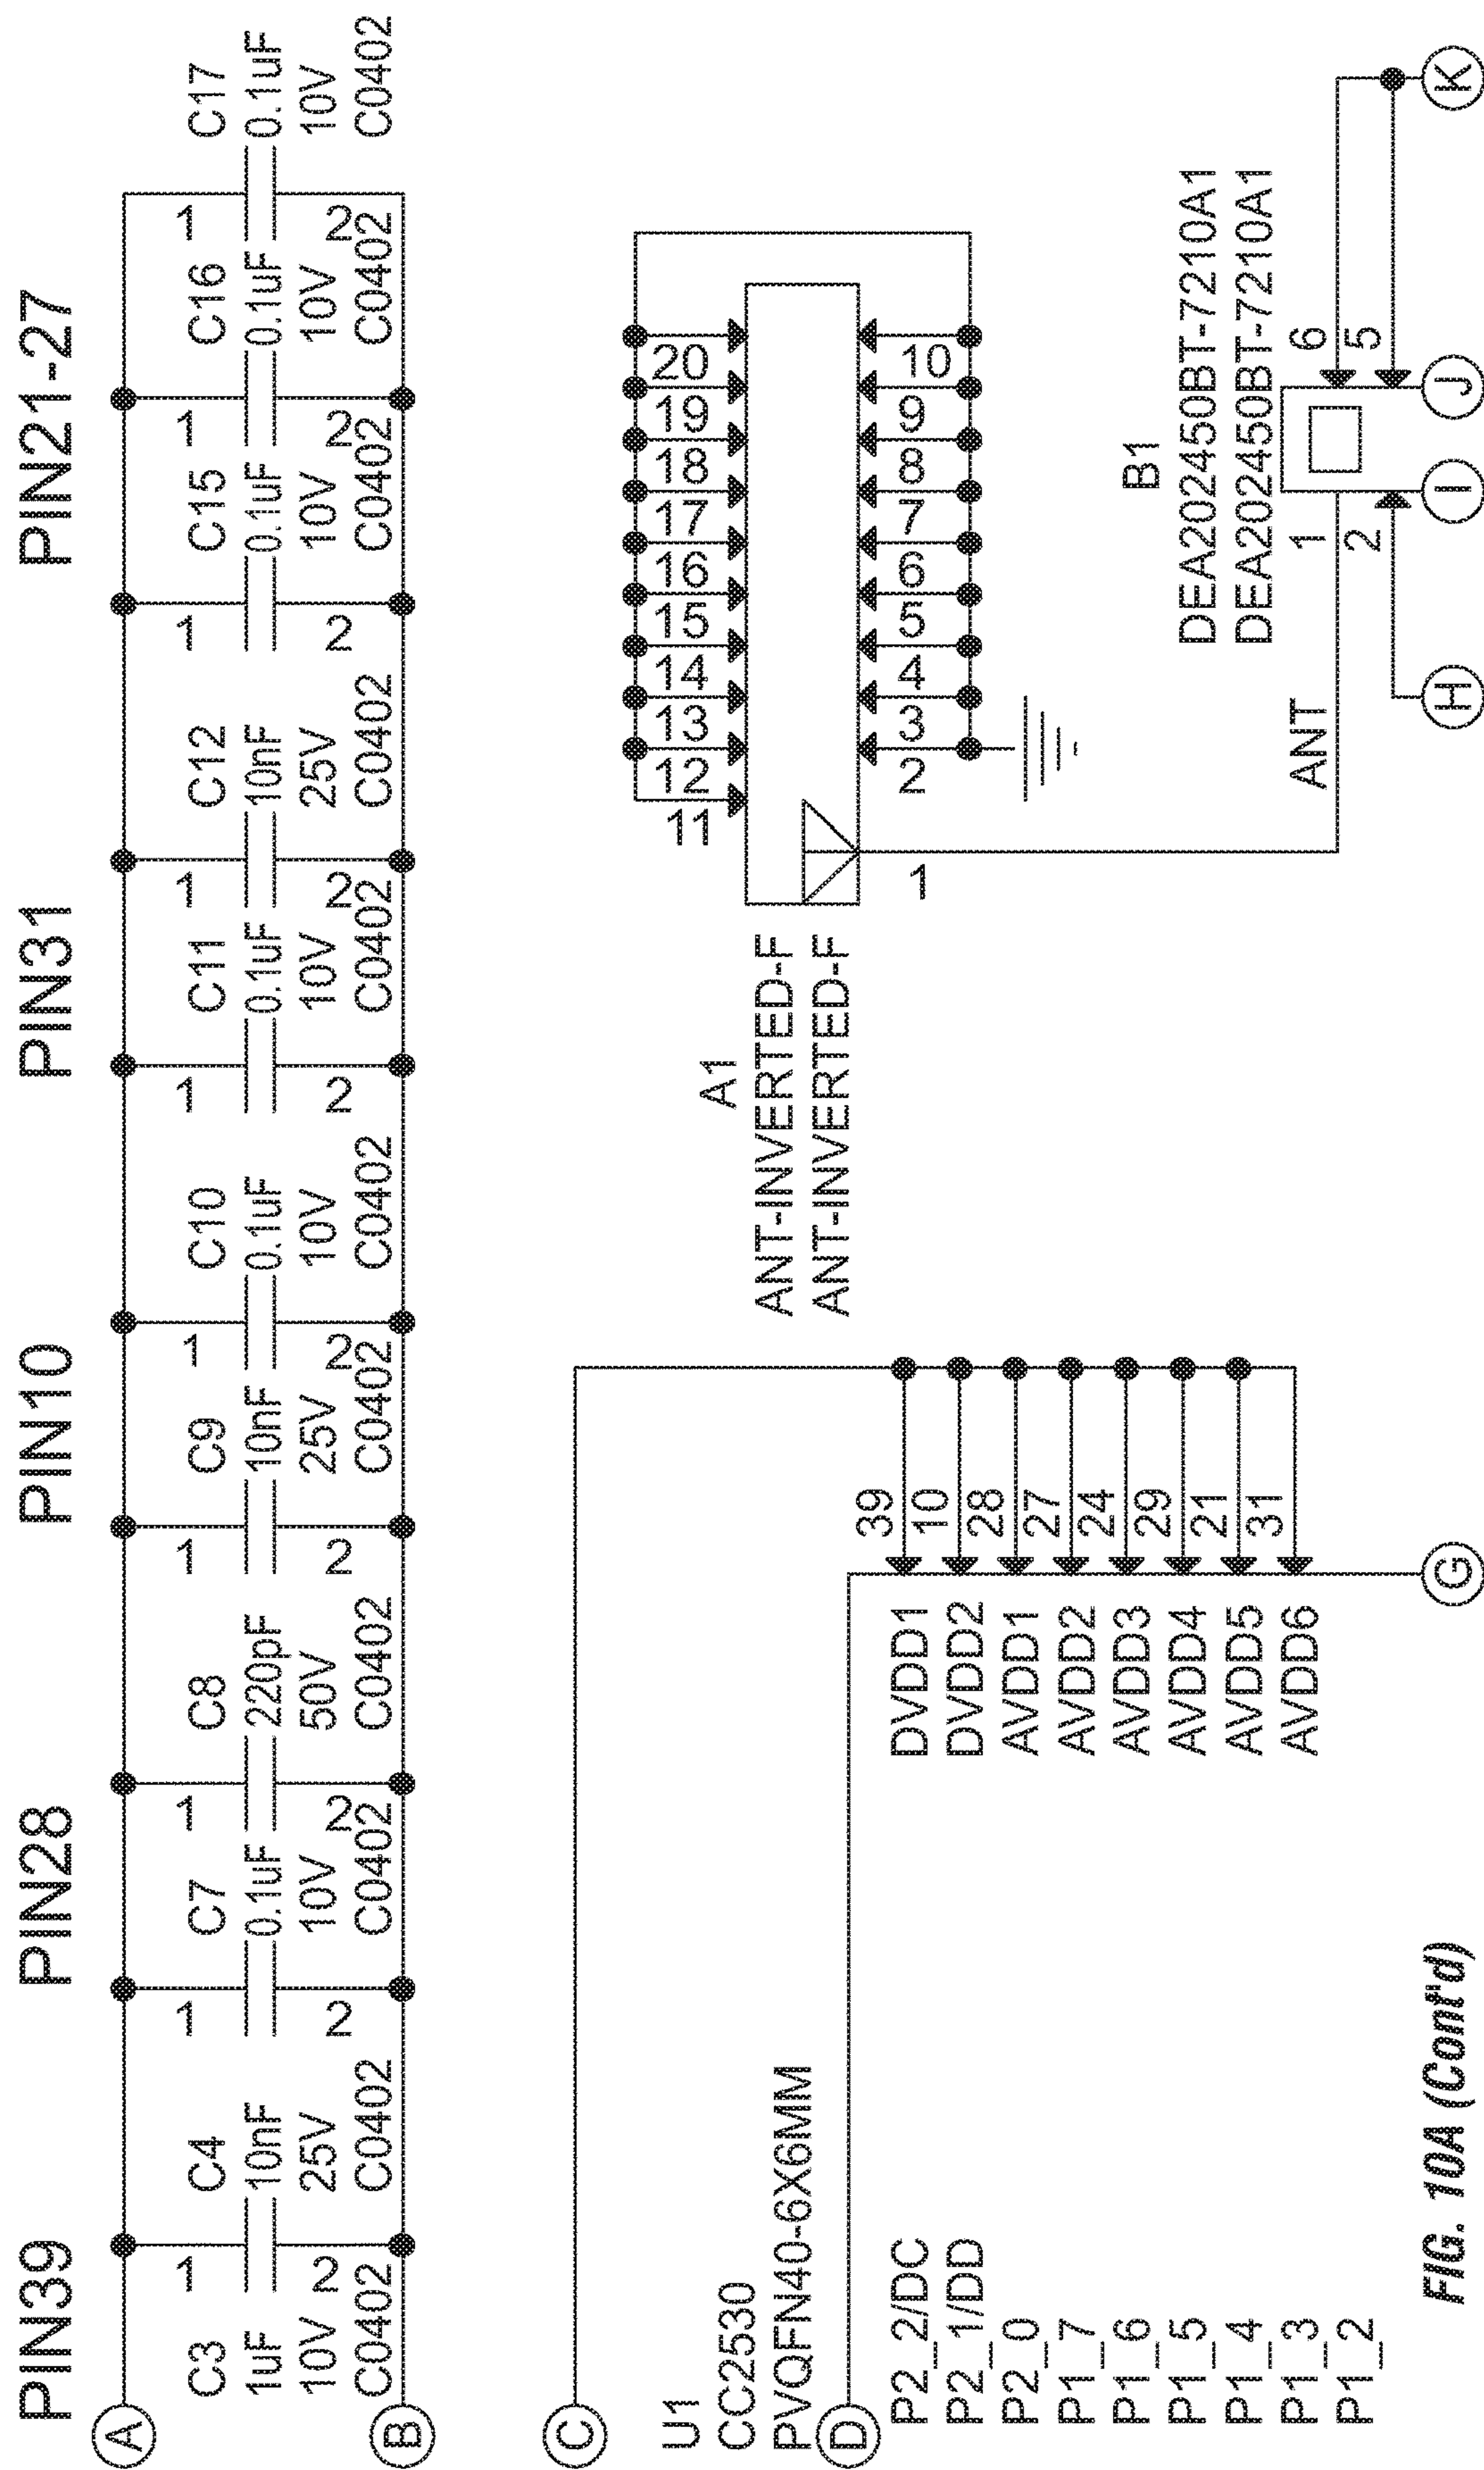 PIN39
PIN28
PIN10
PIN31
PIN21-27
A
1
C3
1uF
10V
2
C0402
1
C4
10nF
25V
2
C0402
1
C7
0.1uF
10V
2
C0402
1
C8
220pF
50V
2
C0402
1
C9
10nF
25V
2
C0402
1
C10
0.1uF
10V
2
C0402
1
C11
0.1uF
10V
2
C0402
1
C12
10nF
25V
2
C0402
1
C15
0.1uF
10V
2
C0402
1
C16
0.1uF
10V
2
C0402
C17
0.1uF
10V
C0402
B
C
U1
CC2530
PVQFN40-6X6MM
D
P2_2/DC
P2_1/DD
P2_0
P1_7
P1_6
P1_5
P1_4
P1_3
P1_2
DVDD1 39
DVDD2 10
AVDD1 28
AVDD2 27
AVDD3 24
AVDD4 29
AVDD5 21
AVDD6 31
G
A1
ANT-INVERTED-F
ANT-INVERTED-F
11 12 13 14 15 16 17 18 19 20
1 2 3 4 5 6 7 8 9 10
B1
DEA202450BT-7210A1
DEA202450BT-7210A1
ANT
1 6
2 5
H
I
J
K
FIG. 10A (Cont'd)